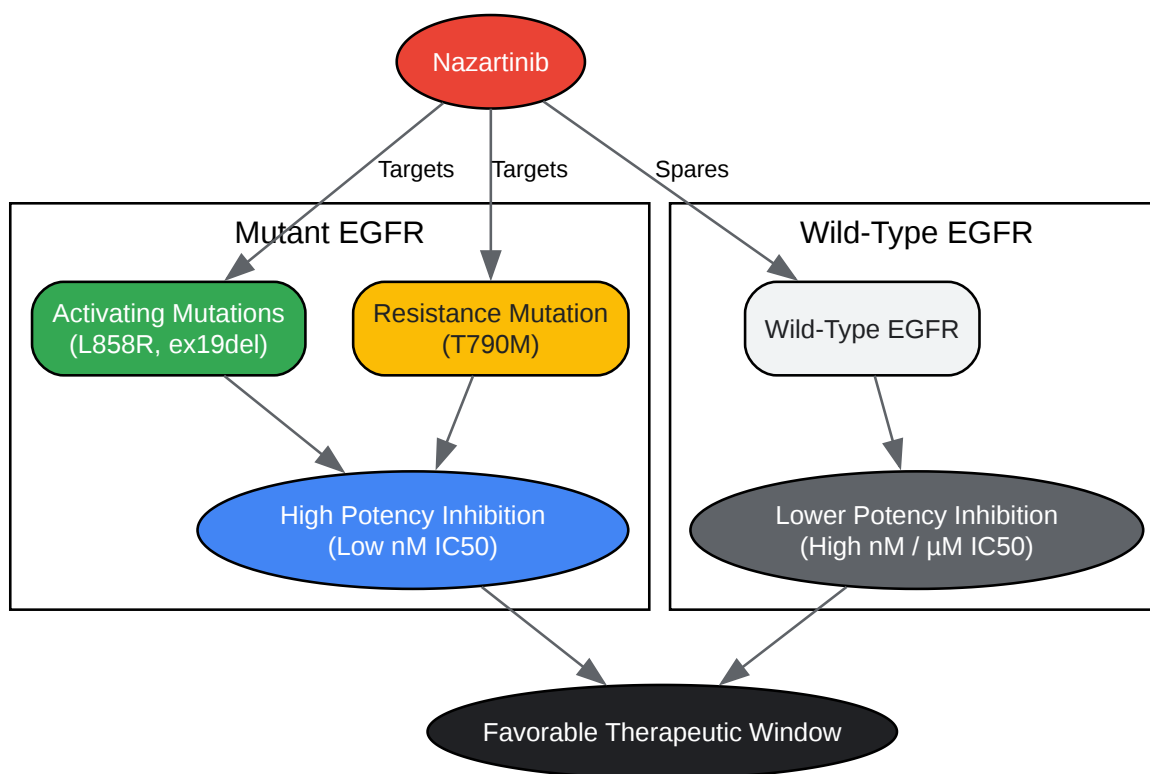 Nazartinib
Targets
Targets
Spares
Mutant EGFR
Wild-Type EGFR
Activating Mutations
(L858R, ex19del)
Resistance Mutation
(T790M)
Wild-Type EGFR
High Potency Inhibition
(Low nM IC50)
Lower Potency Inhibition
(High nM / µM IC50)
Favorable Therapeutic Window